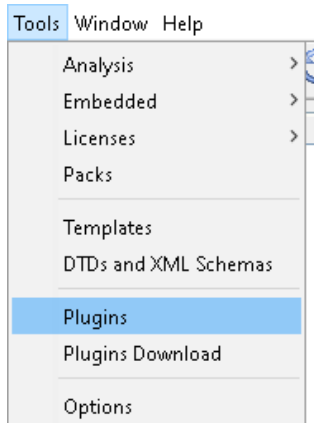 Tools Window Help
Analysis
Embedded
Licenses
Packs
Templates
DTDs and XML Schemas
Plugins
Plugins Download
Options